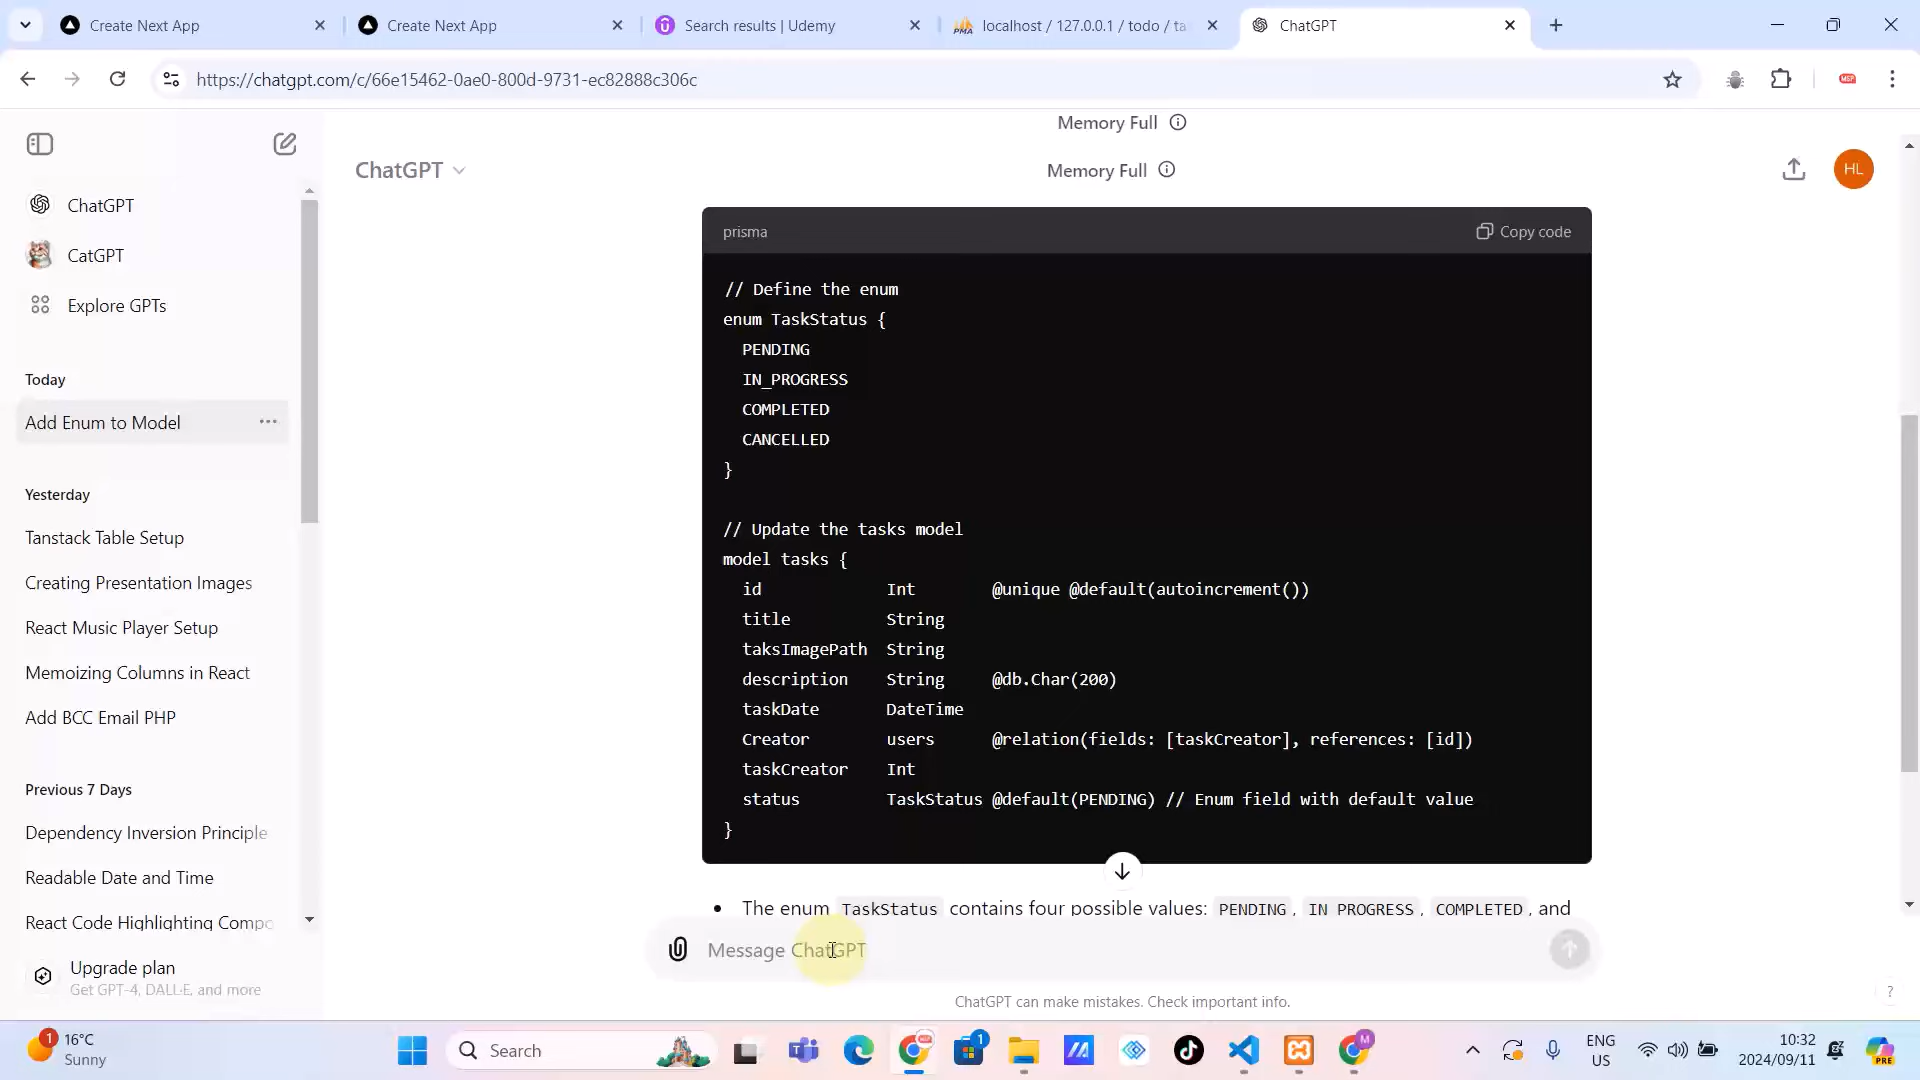 Create Next App
Create Next App
Search results | Udemy
localhost / 127.0.0.1 / todo / ta
ChatGPT
https://chatgpt.com/c/66e15462-0ae0-800d-9731-ec82888c306c
Memory Full
ChatGPT
Memory Full
HL
ChatGPT
CatGPT
Explore GPTs
Today
Add Enum to Model
Yesterday
Tanstack Table Setup
Creating Presentation Images
React Music Player Setup
Memoizing Columns in React
Add BCC Email PHP
Previous 7 Days
Dependency Inversion Principle
Readable Date and Time
React Code Highlighting Compo
Upgrade plan
Get GPT-4, DALL·E, and more
prisma
Copy code
// Define the enum
enum TaskStatus {
PENDING
IN_PROGRESS
COMPLETED
CANCELLED
}
// Update the tasks model
model tasks {
id Int @unique @default(autoincrement())
title String
taksImagePath String
description String @db.Char(200)
taskDate DateTime
Creator users @relation(fields: [taskCreator], references: [id])
taskCreator Int
status TaskStatus @default(PENDING) // Enum field with default value
}
The enum TaskStatus contains four possible values: PENDING, IN_PROGRESS, COMPLETED, and
Message ChatGPT
ChatGPT can make mistakes. Check important info.
?
1
16°C
Sunny
Search
1
M
ENG
US
10:32
2024/09/11
PRE